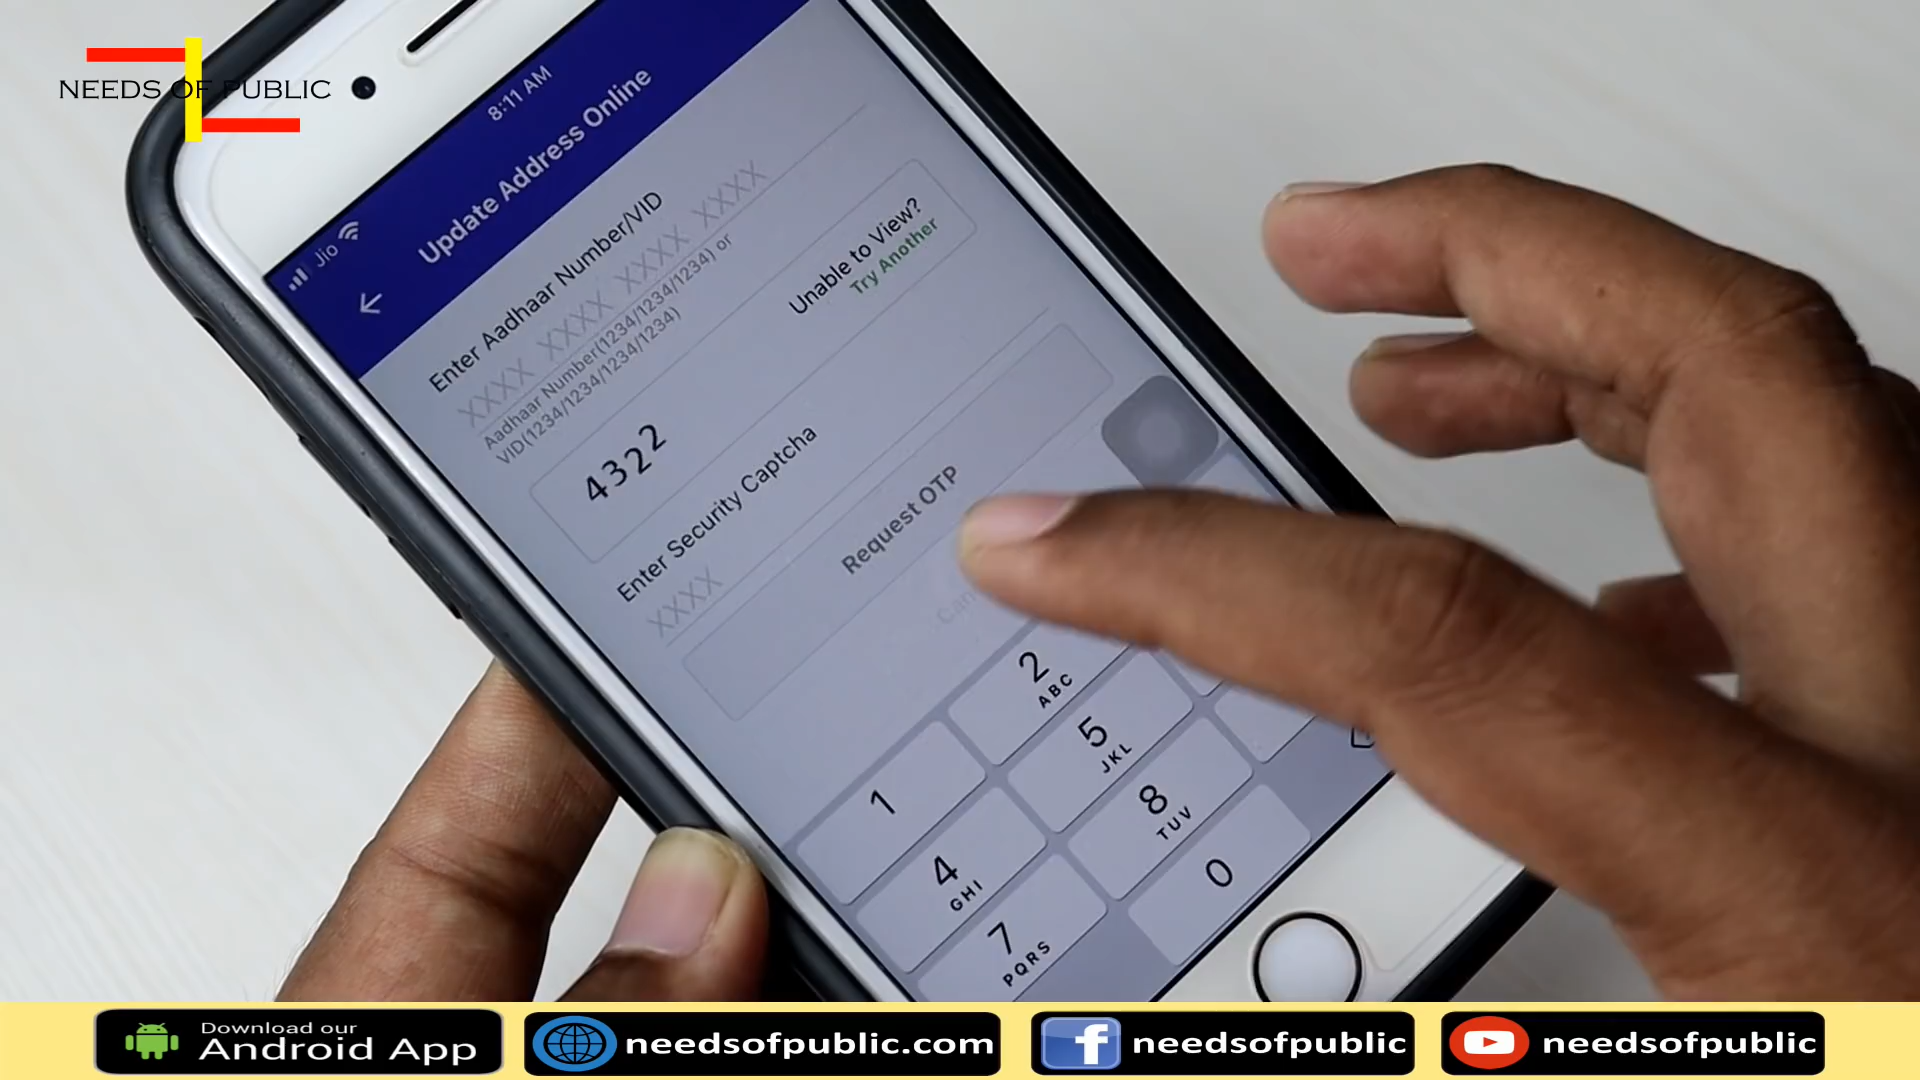 NEEDS OF PUBLIC
8:11 AM
Jio
Update Address Online
Enter Aadhaar Number/VID
XXXX XXXX XXXX XXXX
Aadhaar Number(1234/1234/1234) or
VID(1234/1234/1234/1234)
4322
Unable to View?
Try Another
Enter Security Captcha
XXXX
Request OTP
1
2
ABC
4
GHI
5
JKL
7
PQRS
8
TUV
0
Download our
Android App
needsofpublic.com
needsofpublic
needsofpublic